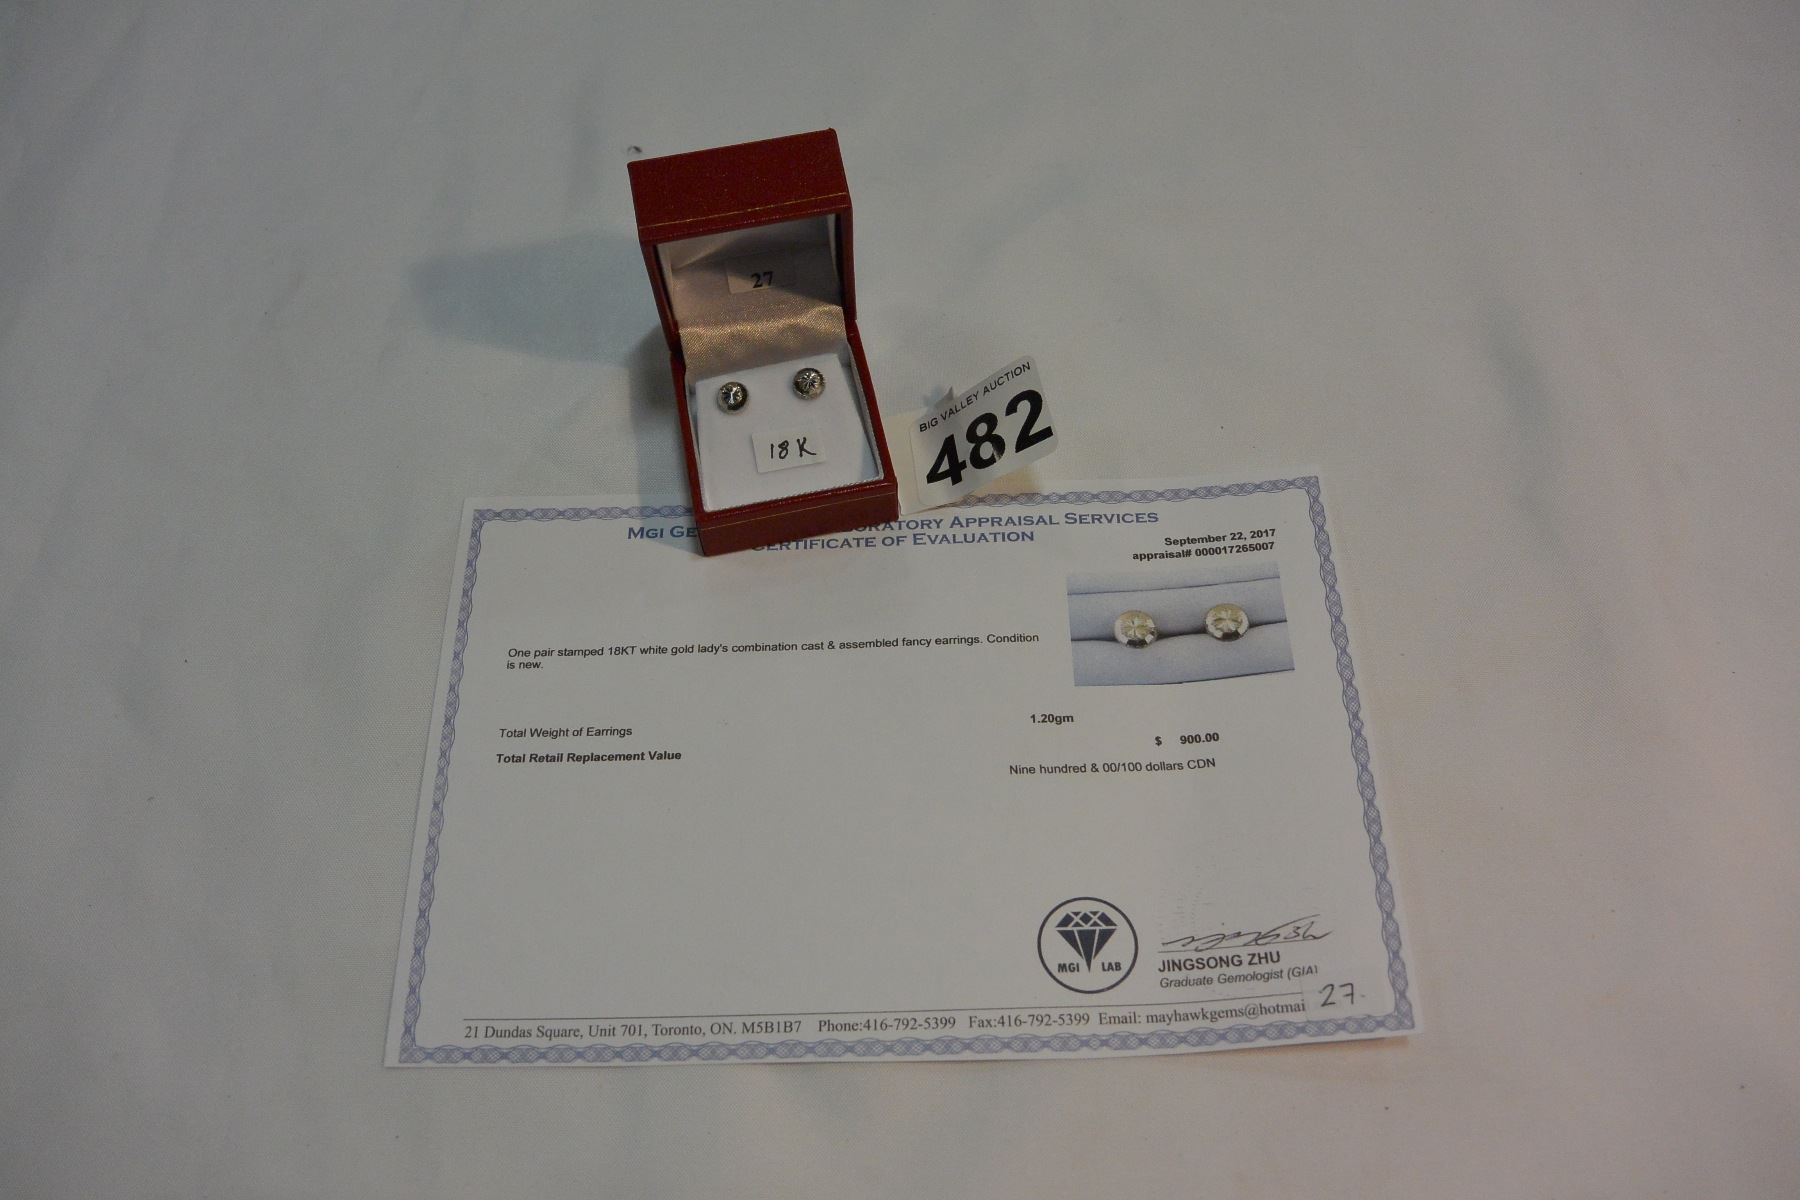 27
18K
BIG VALLEY AUCTION
482
MGI APPRAISAL SERVICES
OF EVALUATION
September 22, 2017
appraisal# 000017265007
One pair stamped 18KT white gold lady's combination cast & assembled fancy earrings. Condition
is new.
Total Weight of Earrings 1.20gm
Total Retail Replacement Value $ 900.00
Nine hundred & 00/100 dollars CDN
MGI LAB
JINGSONG ZHU
Graduate Gemologist (GIA)
27.
21 Dundas Square, Unit 701, Toronto, ON. M5B1B7 Phone:416-792-5399 Fax:416-792-5399 Email: mayhawkgems@hotmai